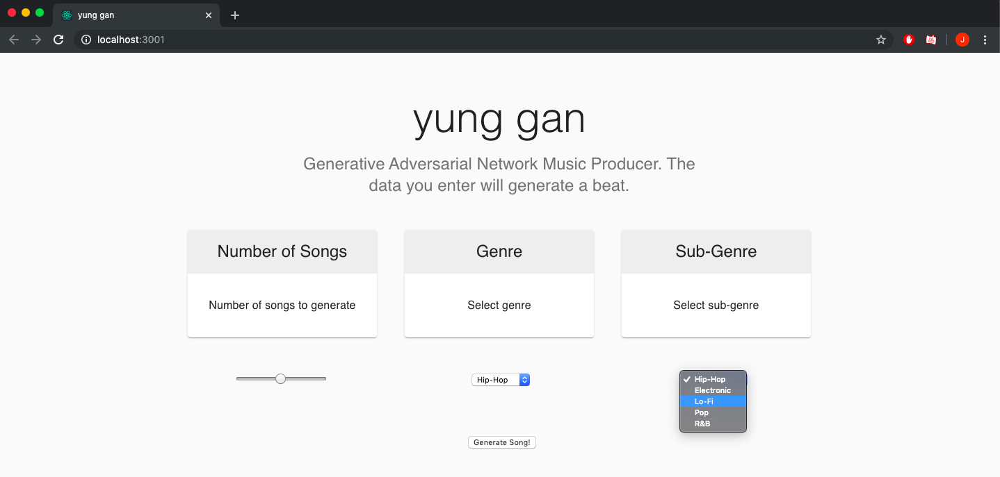 yung gan
localhost:3001
J
yung gan
Generative Adversarial Network Music Producer. The
data you enter will generate a beat.
Number of Songs
Number of songs to generate
Genre
Select genre
Sub-Genre
Select sub-genre
Hip-Hop
Hip-Hop
Electronic
Lo-Fi
Pop
R&B
Generate Song!